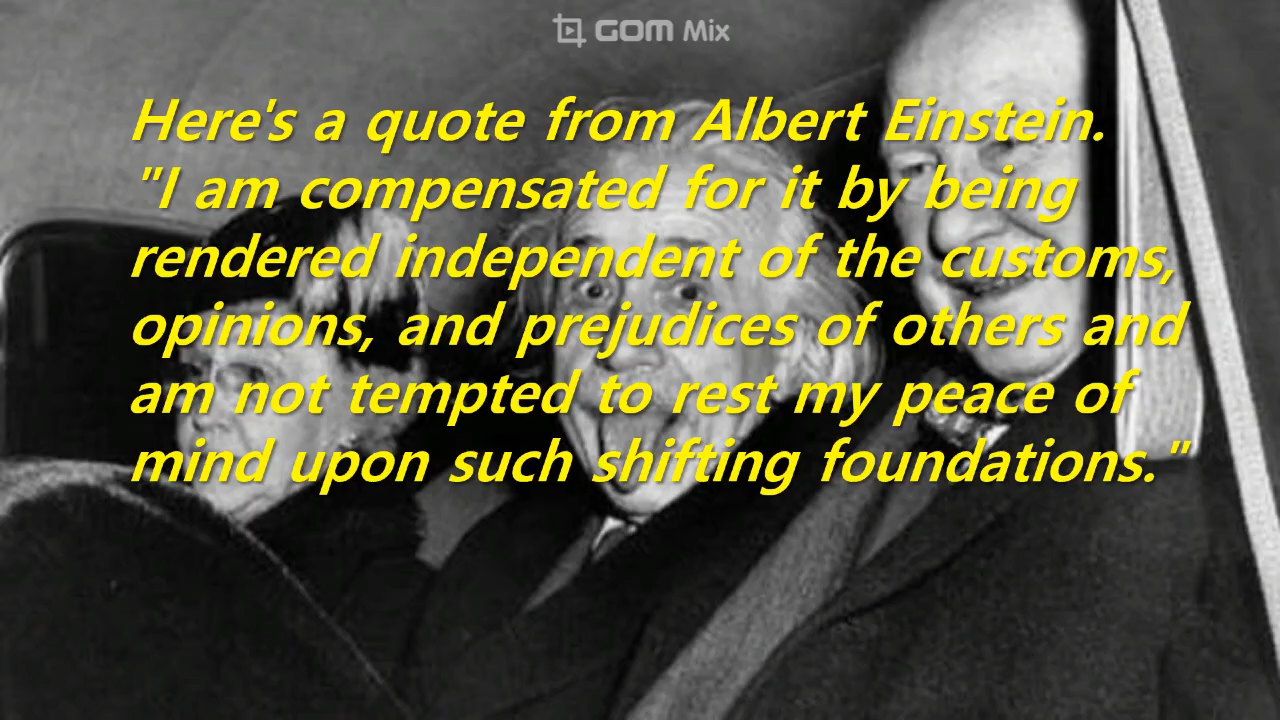 GOM Mix
Here's a quote from Albert Einstein.
"I am compensated for it by being
rendered independent of the customs,
opinions, and prejudices of others and
am not tempted to rest my peace of
mind upon such shifting foundations."